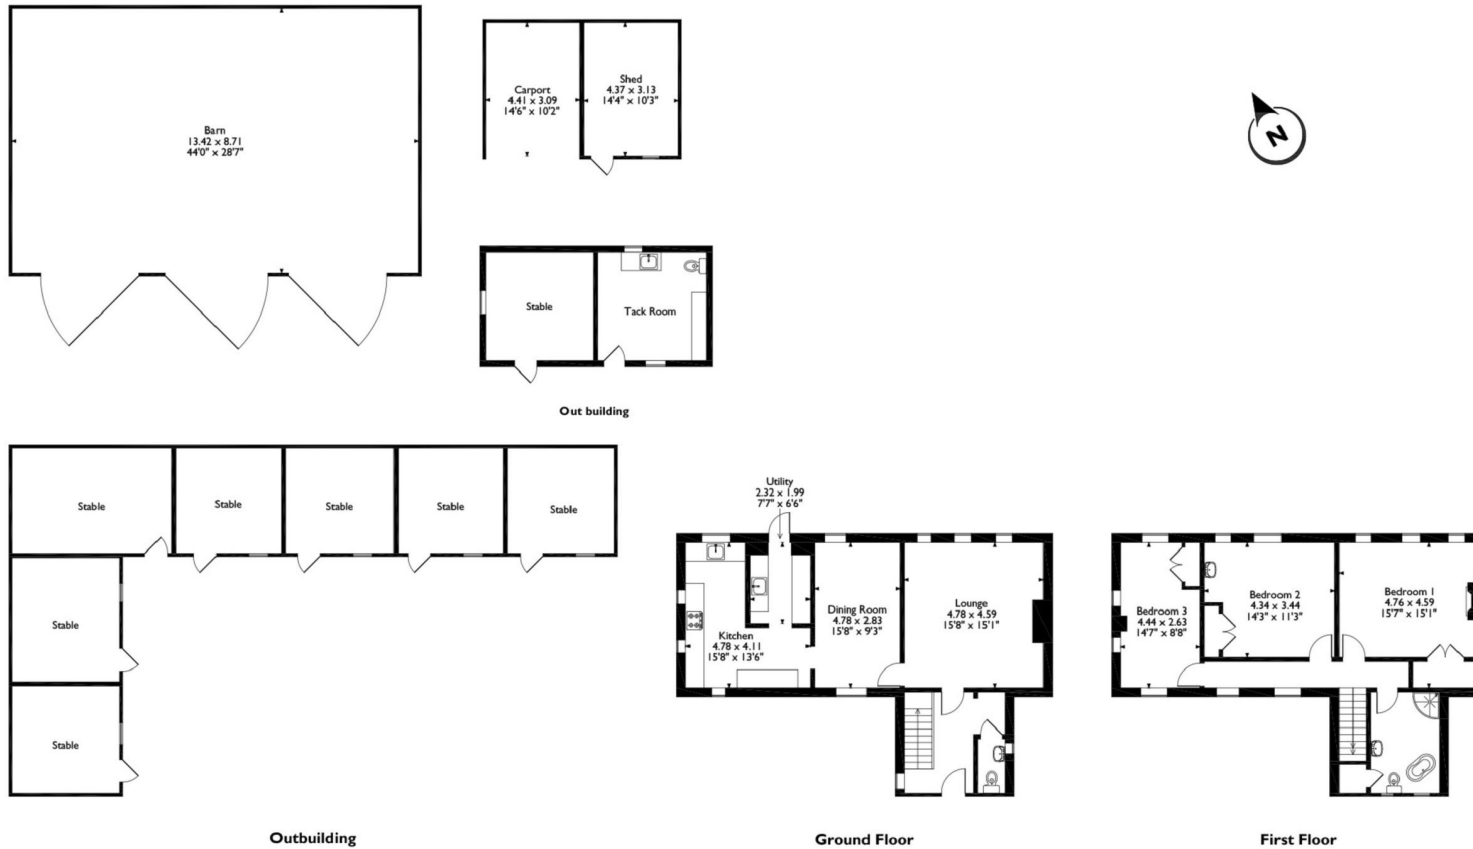 Barn
13.42 x 8.71
44'0" x 28'7"
Carport
4.41 x 3.09
14'6" x 10'2"
Shed
4.37 x 3.13
14'4" x 10'3"
N
Stable
Tack Room
Out building
Stable
Stable
Stable
Stable
Stable
Stable
Stable
Outbuilding
Utility
2.32 x 1.99
7'7" x 6'6"
Kitchen
4.78 x 4.11
15'8" x 13'6"
Dining Room
4.78 x 2.83
15'8" x 9'3"
Lounge
4.78 x 4.59
15'8" x 15'1"
Ground Floor
Bedroom 3
4.44 x 2.63
14'7" x 8'8"
Bedroom 2
4.34 x 3.44
14'3" x 11'3"
Bedroom 1
4.76 x 4.59
15'7" x 15'1"
First Floor